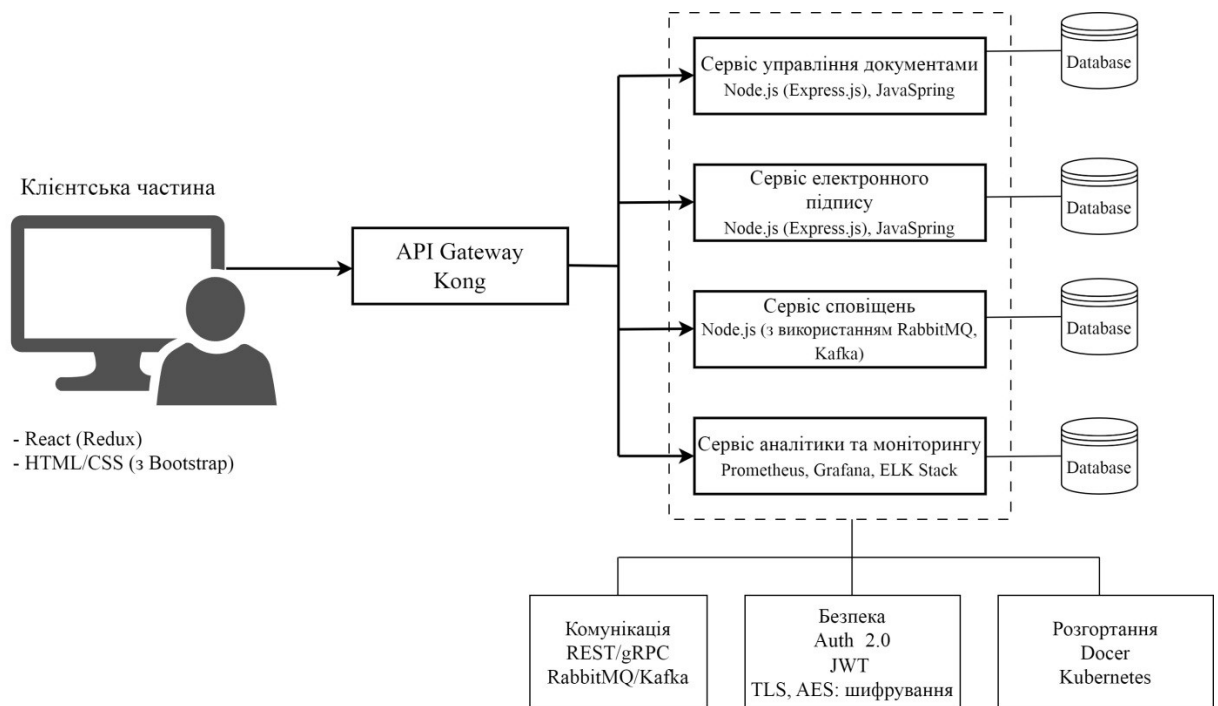 Клієнтська частина
- React (Redux)
- HTML/CSS (з Bootstrap)
API Gateway
Kong
Сервіс управління документами
Node.js (Express.js), JavaSpring
Database
Сервіс електронного
підпису
Node.js (Express.js), JavaSpring
Database
Сервіс сповіщень
Node.js (з використанням RabbitMQ,
Kafka)
Database
Сервіс аналітики та моніторингу
Prometheus, Grafana, ELK Stack
Database
Комунікація
REST/gRPC
RabbitMQ/Kafka
Безпека
Auth 2.0
JWT
TLS, AES: шифрування
Розгортання
Docer
Kubernetes